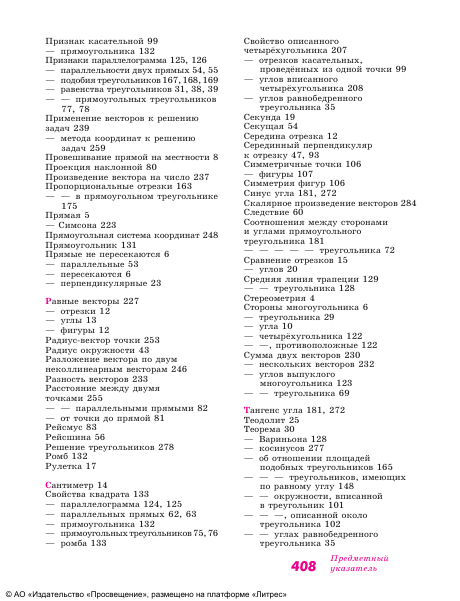 Признак касательной 99
— прямоугольника 132
Признаки параллелограмма 125, 126
— параллельности двух прямых 54, 55
— подобия треугольников 167, 168, 169
— равенства треугольников 31, 38, 39
— — прямоугольных треугольников
77, 78
Применение векторов к решению
задач 239
— метода координат к решению
задач 259
Провешивание прямой на местности 8
Проекция наклонной 80
Произведение вектора на число 237
Пропорциональные отрезки 163
— — в прямоугольном треугольнике
175
Прямая 5
— Симсона 223
Прямоугольная система координат 248
Прямоугольник 131
Прямые не пересекаются 6
— параллельные 53
— пересекаются 6
— перпендикулярные 23
Равные векторы 227
— отрезки 12
— углы 13
— фигуры 12
Радиус-вектор точки 253
Радиус окружности 43
Разложение вектора по двум
неколлинеарным векторам 246
Разность векторов 233
Расстояние между двумя
точками 255
— — параллельными прямыми 82
— от точки до прямой 81
Рейсмус 83
Рейсшина 56
Решение треугольников 278
Ромб 132
Рулетка 17
Сантиметр 14
Свойства квадрата 133
— параллелограмма 124, 125
— параллельных прямых 62, 63
— прямоугольника 132
— прямоугольных треугольников 75, 76
— ромба 133
Свойство описанного
четырёхугольника 207
— отрезков касательных,
проведённых из одной точки 99
— углов вписанного
четырёхугольника 208
— углов равнобедренного
треугольника 35
Секунда 19
Секущая 54
Середина отрезка 12
Серединный перпендикуляр
к отрезку 47, 93
Симметричные точки 106
— фигуры 107
Симметрия фигур 106
Синус угла 181, 272
Скалярное произведение векторов 284
Следствие 60
Соотношения между сторонами
и углами прямоугольного
треугольника 181
— — — — — треугольника 72
Сравнение отрезков 15
— углов 20
Средняя линия трапеции 129
— — треугольника 128
Стереометрия 4
Стороны многоугольника 6
— треугольника 29
— угла 10
— четырёхугольника 122
— —, противоположные 122
Сумма двух векторов 230
— нескольких векторов 232
— углов выпуклого
многоугольника 123
— — треугольника 69
Тангенс угла 181, 272
Теодолит 25
Теорема 30
— Вариньона 128
— косинусов 277
— об отношении площадей
подобных треугольников 165
— — — треугольников, имеющих
по равному углу 148
— — окружности, вписанной
в треугольник 101
— — —, описанной около
треугольника 102
— — углах равнобедренного
треугольника 35
408 Предметный
указатель
© АО «Издательство «Просвещение», размещено на платформе «Литрес»